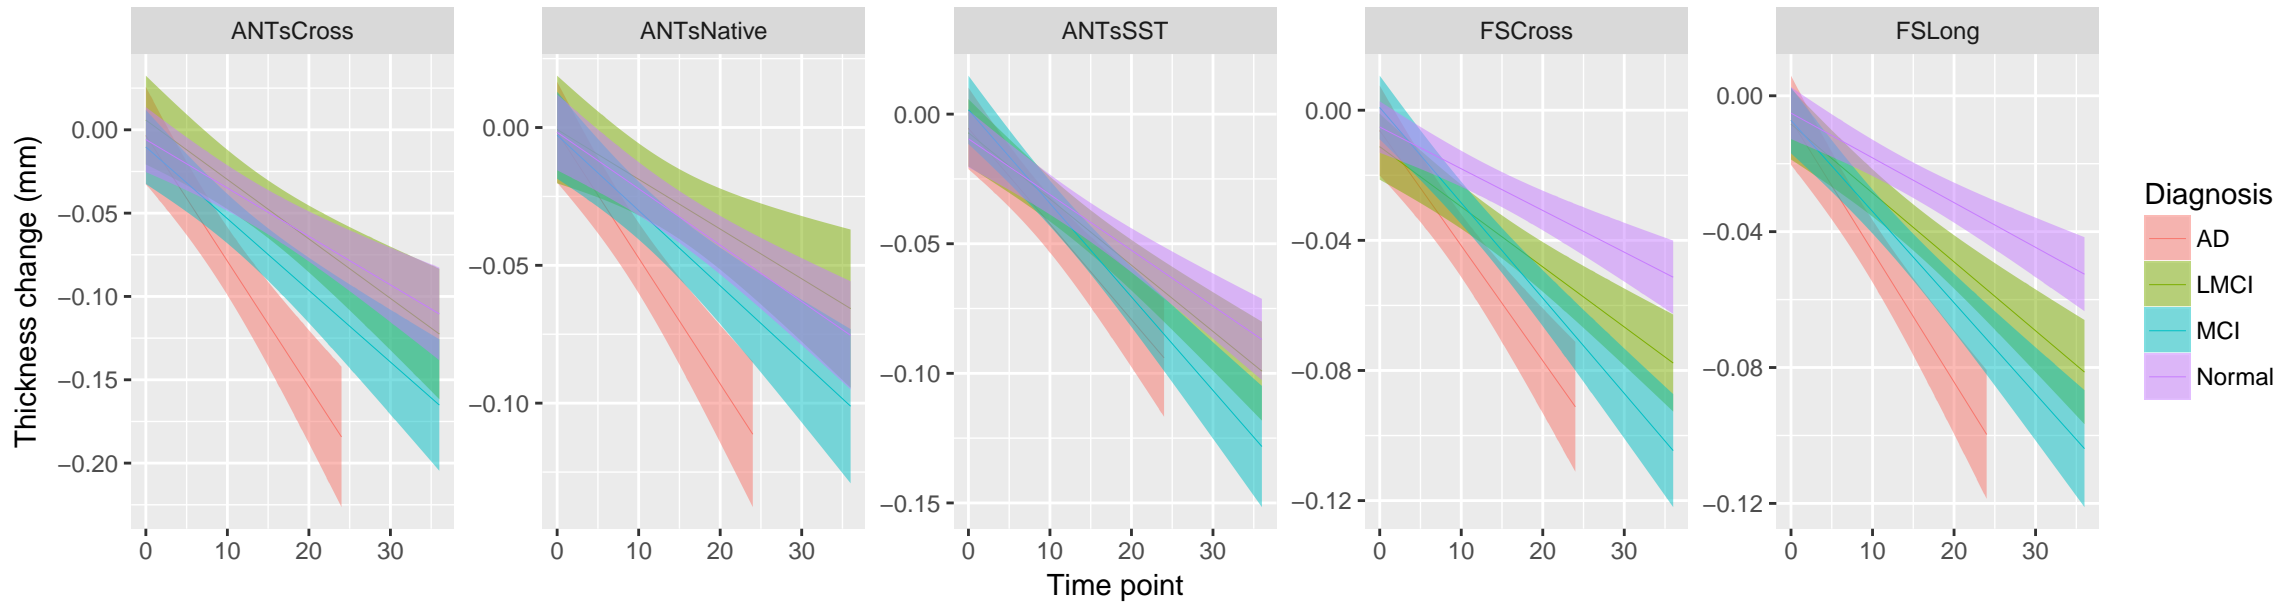 ANTsCross ANTsNative ANTsSST FSCross FSLong
Thickness change (mm)
0.00
−0.05
−0.10
−0.15
−0.20
0 10 20 30
0.00
−0.05
−0.10
0 10 20 30
0.00
−0.05
−0.10
−0.15
0 10 20 30
0.00
−0.04
−0.08
−0.12
0 10 20 30
0.00
−0.04
−0.08
−0.12
0 10 20 30
Time point
Diagnosis
AD
LMCI
MCI
Normal